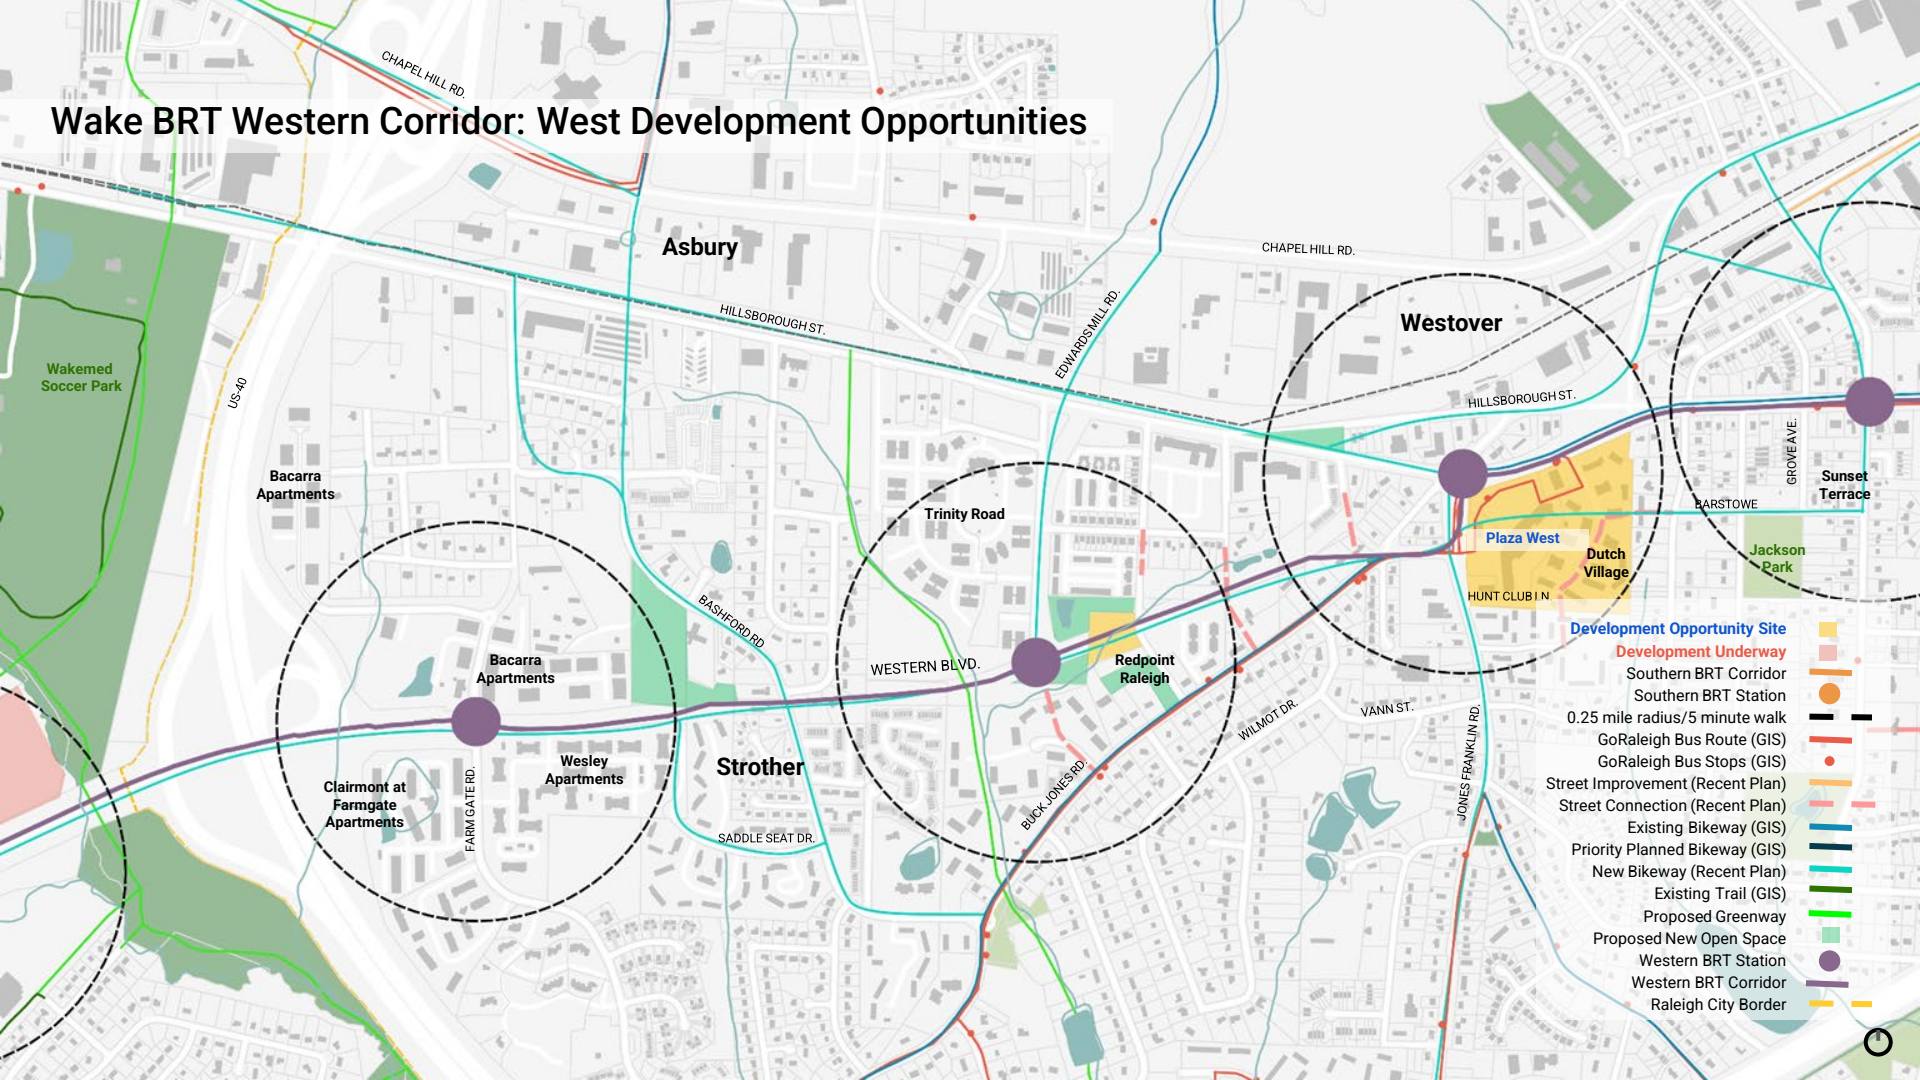 CHAPEL HILL RD.
Wake BRT Western Corridor: West Development Opportunities
Asbury
CHAPEL HILL RD.
HILLSBOROUGH ST.
EDWARDS MILL RD.
Westover
Wakemed
Soccer Park
US-40
HILLSBOROUGH ST.
GROVE AVE.
Bacarra
Apartments
Trinity Road
Sunset
Terrace
BARSTOWE
Plaza West
Dutch
Village
Jackson
Park
HUNT CLUB LN
BASHFORD RD
WESTERN BLVD.
Bacarra
Apartments
Redpoint
Raleigh
WILMOT DR.
VANN ST.
JONES FRANKLIN RD.
Strother
Wesley
Apartments
Clairmont at
Farmgate
Apartments
FARM GATE RD.
BUCK JONES RD.
SADDLE SEAT DR.
Development Opportunity Site
Development Underway
Southern BRT Corridor
Southern BRT Station
0.25 mile radius/5 minute walk
GoRaleigh Bus Route (GIS)
GoRaleigh Bus Stops (GIS)
Street Improvement (Recent Plan)
Street Connection (Recent Plan)
Existing Bikeway (GIS)
Priority Planned Bikeway (GIS)
New Bikeway (Recent Plan)
Existing Trail (GIS)
Proposed Greenway
Proposed New Open Space
Western BRT Station
Western BRT Corridor
Raleigh City Border